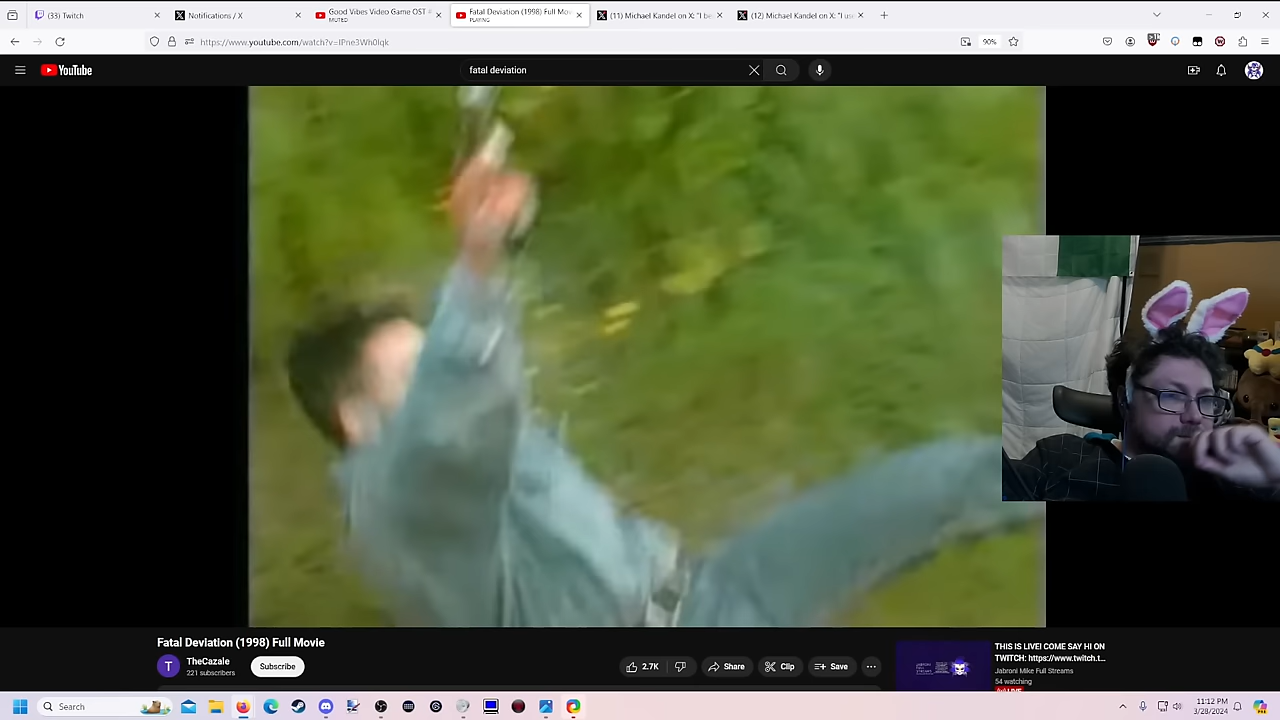 (33) Twitch
Notifications / X
Good Vibes Video Game OST
MUTED
Fatal Deviation (1998) Full Mo
PLAYING
(11) Michael Kandel on X: "I be
(12) Michael Kandel on X: "I us
https://www.youtube.com/watch?v=IPne3Wh0lqk
90%
YouTube
fatal deviation
Fatal Deviation (1998) Full Movie
T
TheCazale
221 subscribers
Subscribe
2.7K
Share
Clip
Save
THIS IS LIVE! COME SAY HI ON
TWITCH: https://www.twitch.t...
Jabroni Mike Full Streams
54 watching
LIVE
Search
11:12 PM
3/28/2024